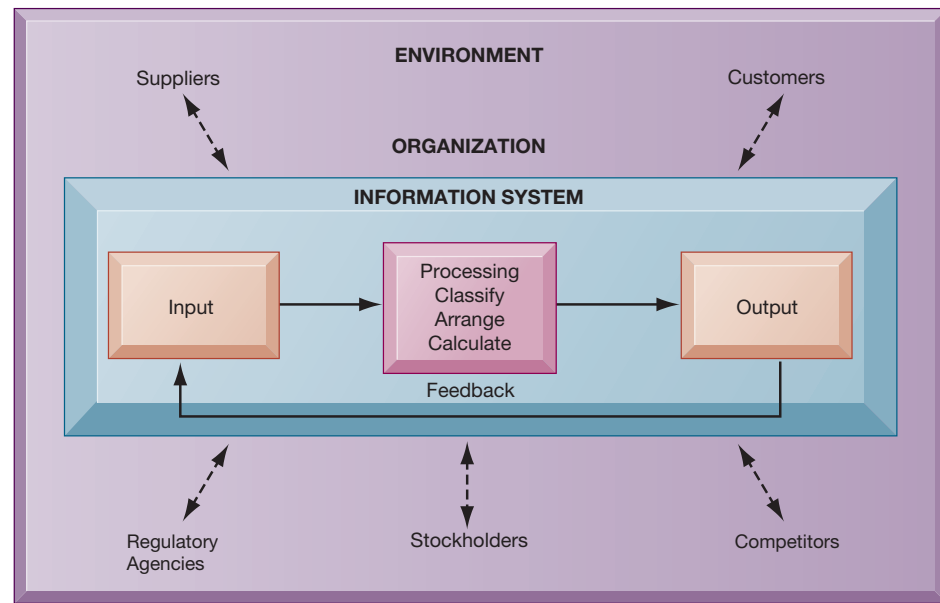 ENVIRONMENT
Suppliers
Customers
ORGANIZATION
INFORMATION SYSTEM
Input
Processing
Classify
Arrange
Calculate
Output
Feedback
Regulatory
Agencies
Stockholders
Competitors